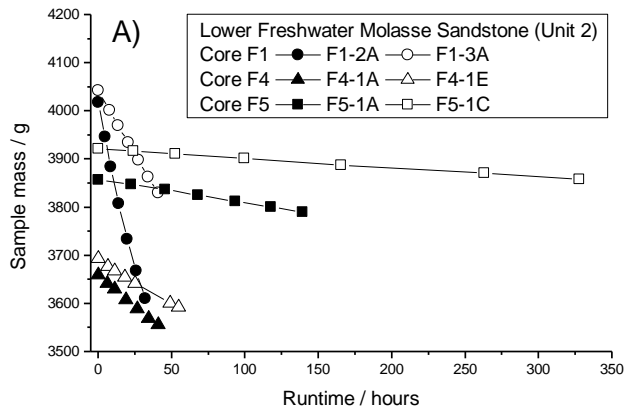 A)
Lower Freshwater Molasse Sandstone (Unit 2)
Core F1 F1-2A F1-3A
Core F4 F4-1A F4-1E
Core F5 F5-1A F5-1C
Sample mass / g
4200
4100
4000
3900
3800
3700
3600
3500
0 50 100 150 200 250 300 350
Runtime / hours